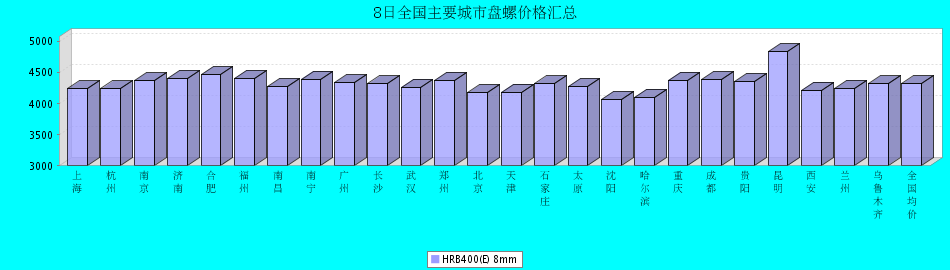 8日全国主要城市盘螺价格汇总
5000
4500
4000
3500
3000
上海
杭州
南京
济南
合肥
福州
南昌
南宁
广州
长沙
武汉
郑州
北京
天津
石家庄
太原
沈阳
哈尔滨
重庆
成都
贵阳
昆明
西安
兰州
乌鲁木齐
全国均价
HRB400(E) 8mm